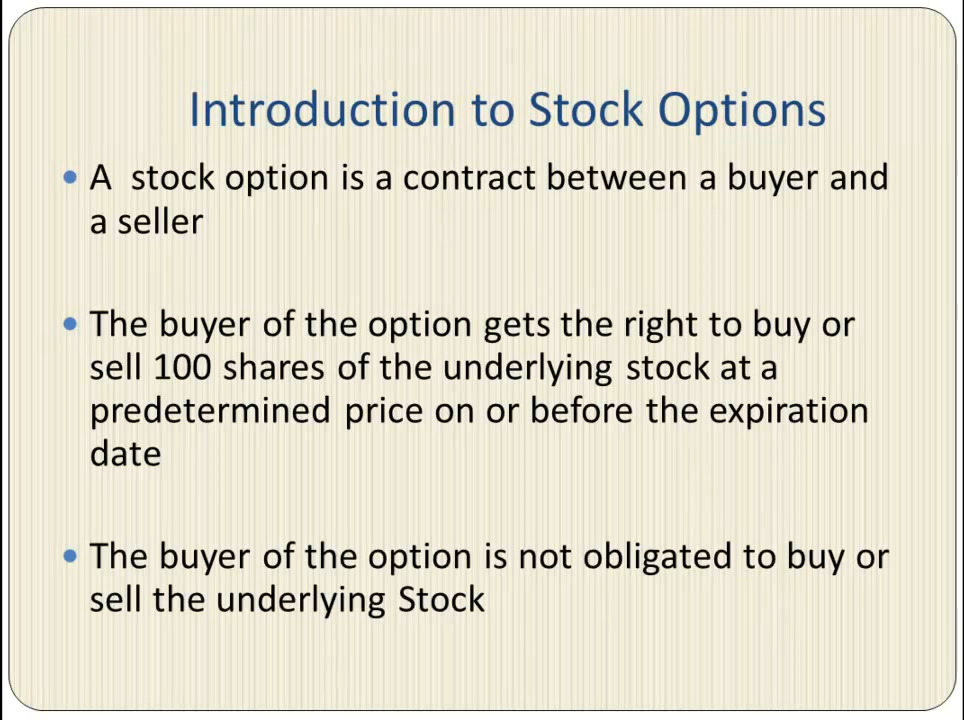 Introduction to Stock Options
• A  stock option is a contract between a buyer and
a seller
• The buyer of the option gets the right to buy or
sell 100 shares of the underlying stock at a
predetermined price on or before the expiration
date
• The buyer of the option is not obligated to buy or
sell the underlying Stock